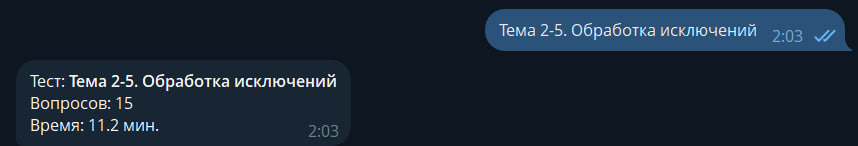 Тема 2-5. Обработка исключений 2:03
Тест: Тема 2-5. Обработка исключений
Вопросов: 15
Время: 11.2 мин. 2:03